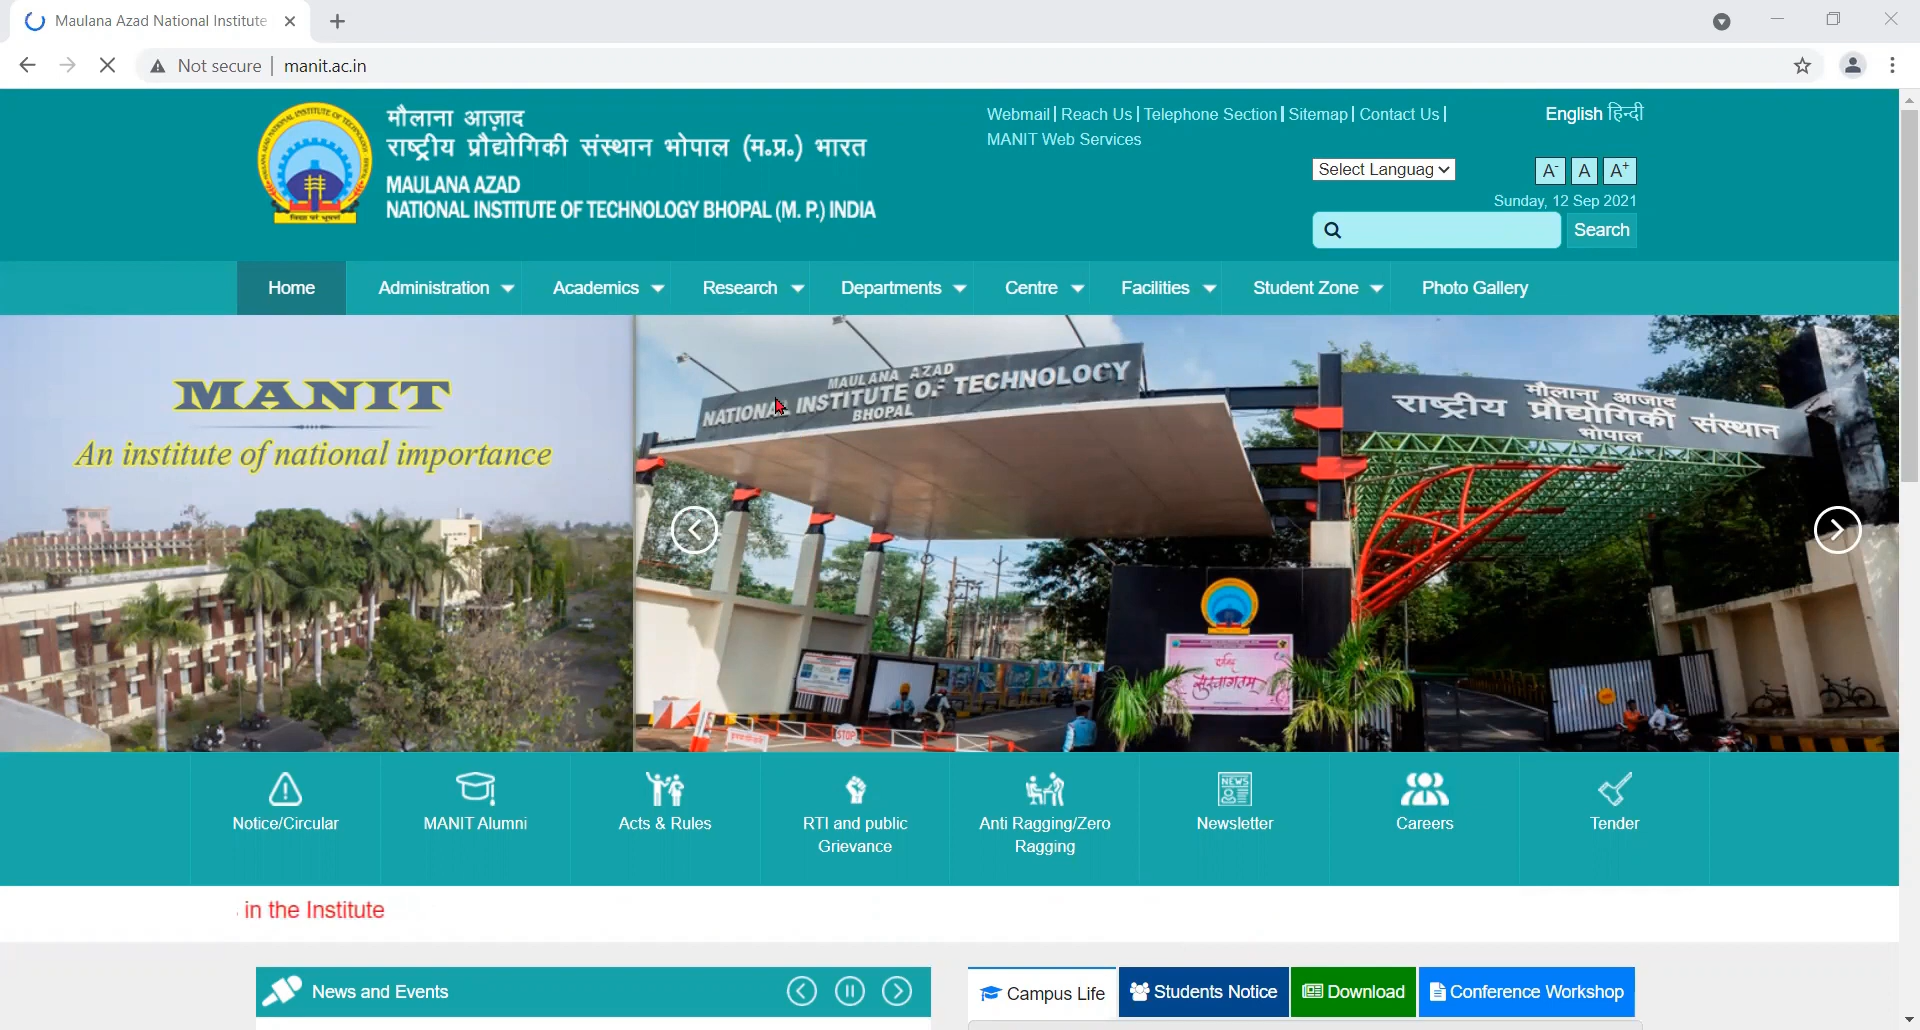 Maulana Azad National Institute
Not secure
manit.ac.in
मौलाना आज़ाद
राष्ट्रीय प्रौद्योगिकी संस्थान भोपाल (म.प्र.) भारत
MAULANA AZAD
NATIONAL INSTITUTE OF TECHNOLOGY BHOPAL (M. P.) INDIA
Webmail | Reach Us | Telephone Section | Sitemap | Contact Us |
MANIT Web Services
English हिन्दी
Select Languag
A- A A+
Sunday, 12 Sep 2021
Search
Home Administration Academics Research Departments Centre Facilities Student Zone Photo Gallery
MANIT
An institute of national importance
MAULANA AZAD
NATIONAL INSTITUTE OF TECHNOLOGY
BHOPAL
मौलाना आजाद
राष्ट्रीय प्रौद्योगिकी संस्थान
भोपाल
STOP
Notice/Circular
MANIT Alumni
Acts & Rules
RTI and public
Grievance
Anti Ragging/Zero
Ragging
NEWS
Newsletter
Careers
Tender
in the Institute
News and Events
Campus Life
Students Notice
Download
Conference Workshop